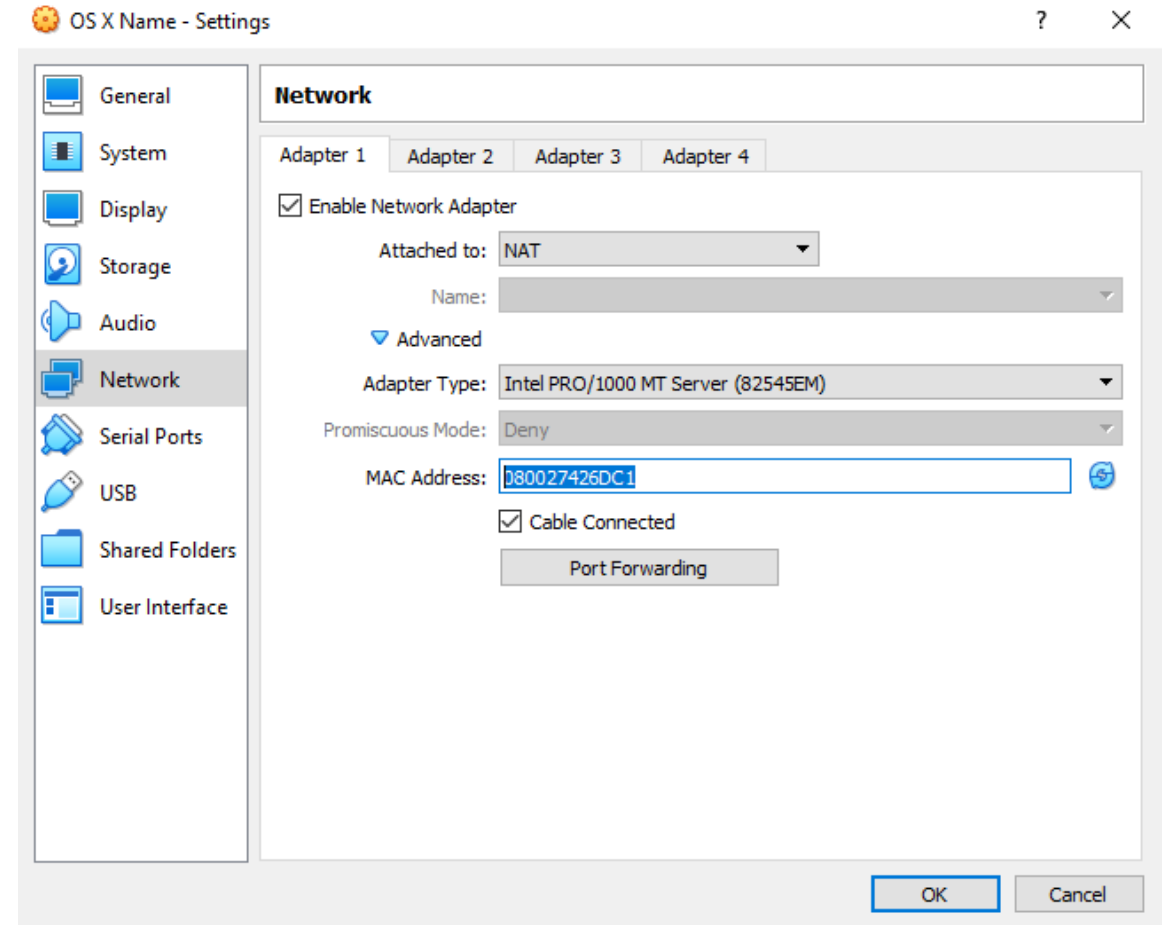 OS X Name - Settings
?
General
System
Display
Storage
Audio
Network
Serial Ports
USB
Shared Folders
User Interface
Network
Adapter 1 Adapter 2 Adapter 3 Adapter 4
Enable Network Adapter
Attached to: NAT
Name:
Advanced
Adapter Type: Intel PRO/1000 MT Server (82545EM)
Promiscuous Mode: Deny
MAC Address: 080027426DC1
Cable Connected
Port Forwarding
OK Cancel